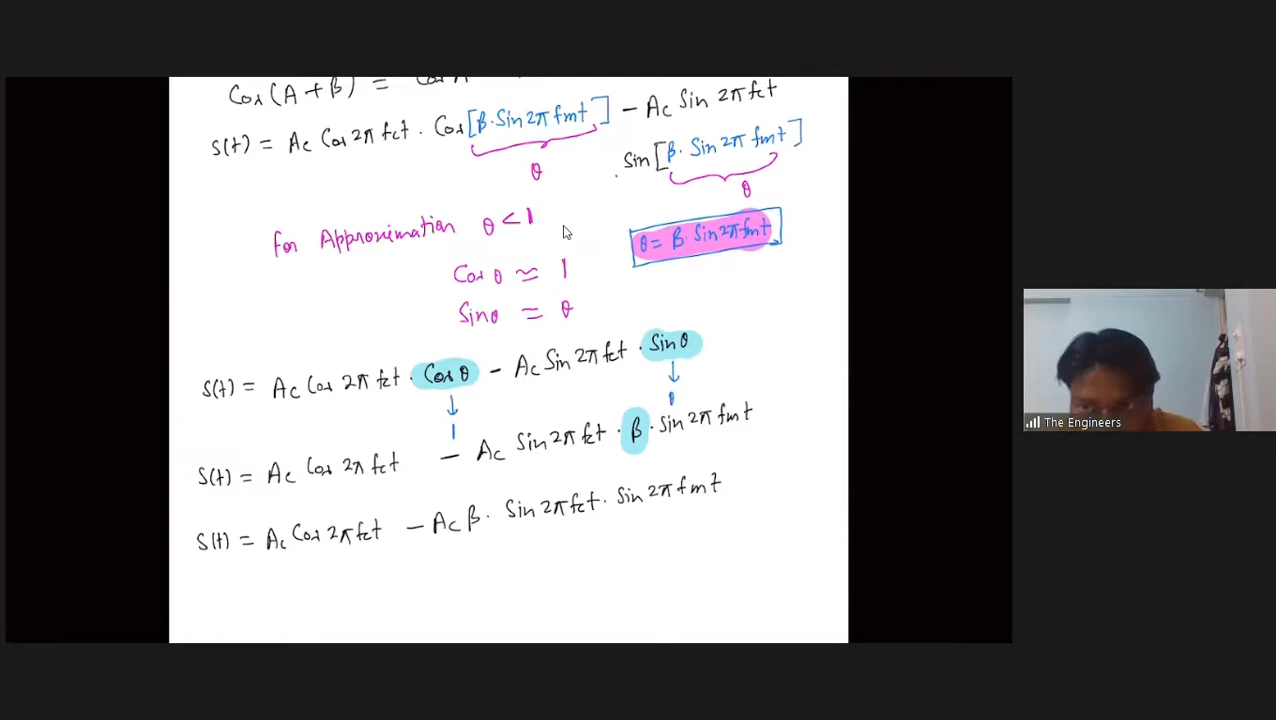 Cos(A+B) = Cos A
s(t) = Ac Cos 2π fct . Cos[β.Sin 2π fmt] – Ac Sin 2π fct
. Sin[β. Sin 2π fmt]
θ
θ
for Approximation θ < 1
θ = β. Sin 2π fmt
Cos θ ≃ 1
Sin θ = θ
s(t) = Ac Cos 2π fct . Cos θ – Ac Sin 2π fct . Sin θ
1
θ
s(t) = Ac Cos 2π fct – Ac Sin 2π fct . β . Sin 2π fmt
s(t) = Ac Cos 2π fct – Ac β . Sin 2π fct . Sin 2π fmt
The Engineers